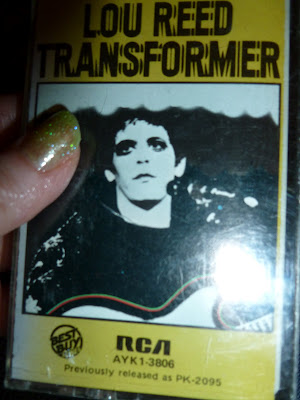 LOU REED
TRANSFORMER
BEST
BUY
RCA
AYK1-3806
Previously released as PK-2095